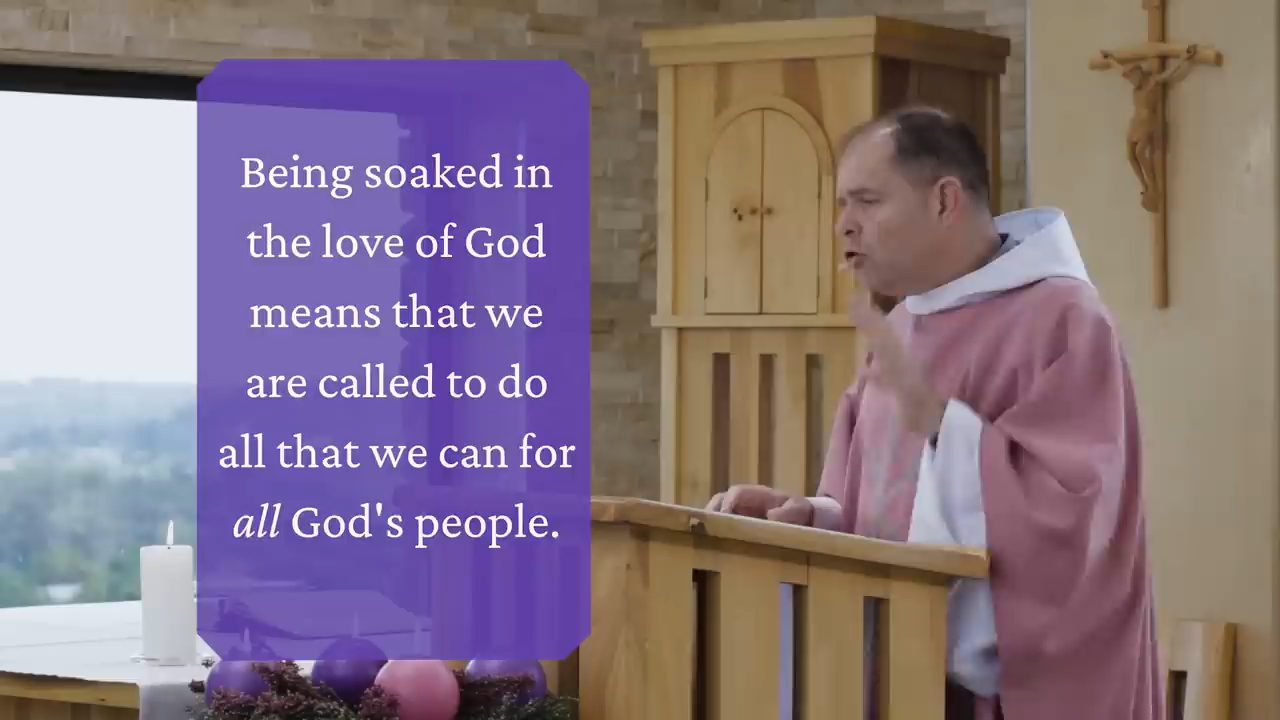 Being soaked in
the love of God
means that we
are called to do
all that we can for
all God's people.